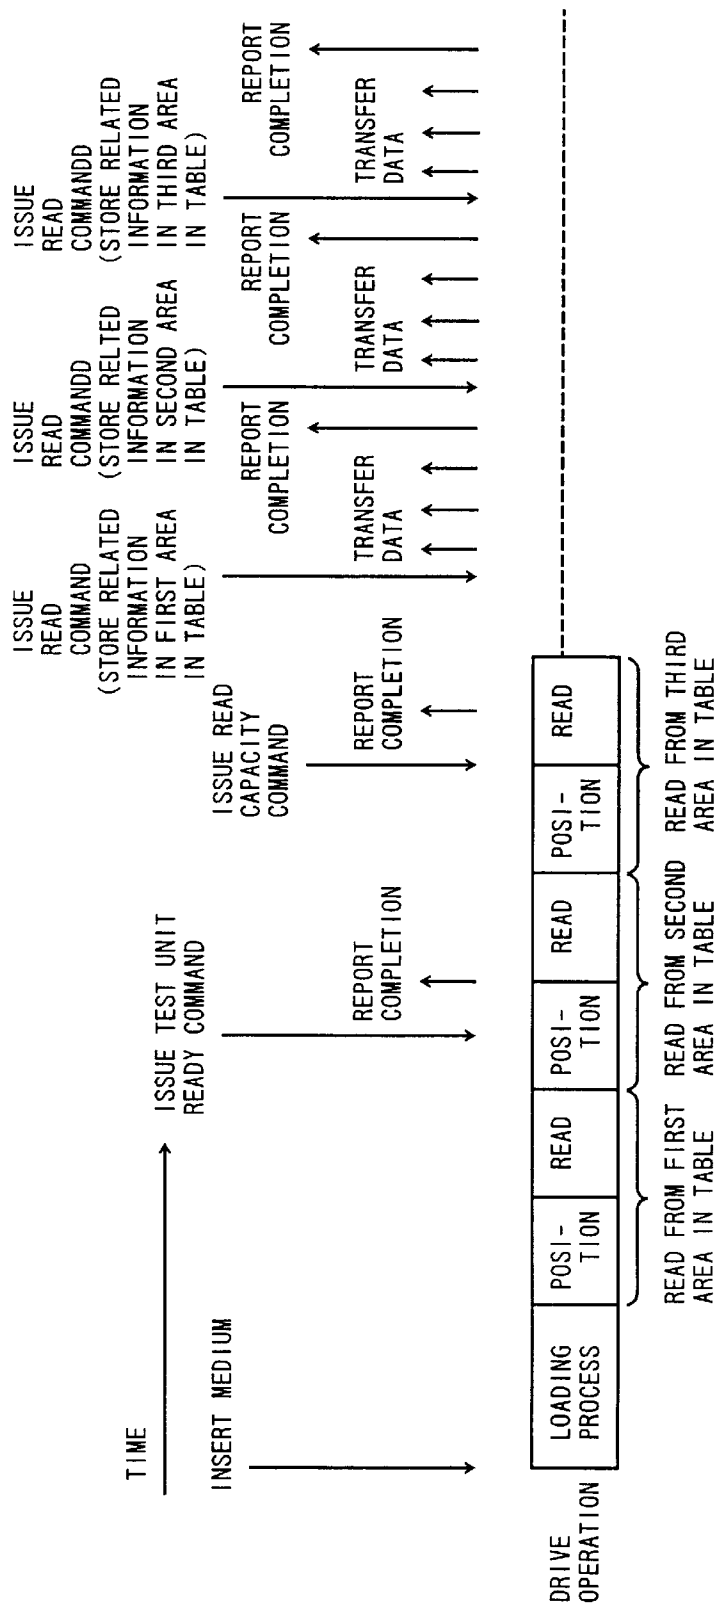 TIME
INSERT MEDIUM
ISSUE TEST UNIT
READY COMMAND
REPORT
COMPLETION
ISSUE READ
CAPACITY
COMMAND
REPORT
COMPLETION
ISSUE
READ
COMMAND
(STORE RELATED
INFORMATION
IN FIRST AREA
IN TABLE)
TRANSFER
DATA
REPORT
COMPLETION
ISSUE
READ
COMMANDD
(STORE RELTED
INFORMATION
IN SECOND AREA
IN TABLE)
TRANSFER
DATA
REPORT
COMPLETION
ISSUE
READ
COMMANDD
(STORE RELATED
INFORMATION
IN THIRD AREA
IN TABLE)
TRANSFER
DATA
REPORT
COMPLETION
DRIVE
OPERATION
LOADING
PROCESS
POSI-
TION
READ
POSI-
TION
READ
POSI-
TION
READ
READ FROM FIRST
AREA IN TABLE
READ FROM SECOND
AREA IN TABLE
READ FROM THIRD
AREA IN TABLE